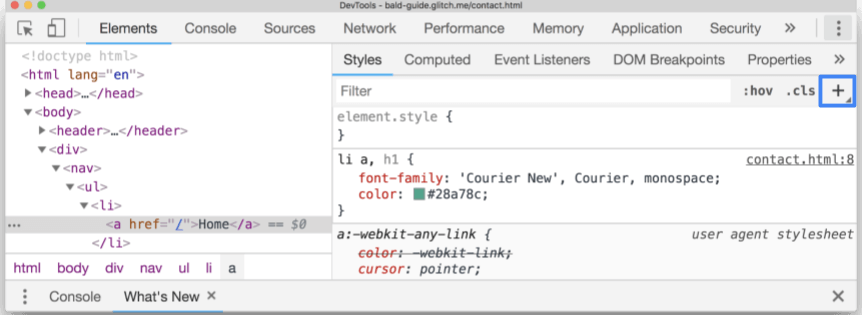 DevTools - bald-guide.glitch.me/contact.html
Elements Console Sources Network Performance Memory Application Security »
<!doctype html>
<html lang="en">
▶<head>…</head>
▼<body>
▶<header>…</header>
▼<div>
▼<nav>
▼<ul>
▼<li>
… <a href="/">Home</a> == $0
</li>
html body div nav ul li a
Styles Computed Event Listeners DOM Breakpoints Properties »
Filter :hov .cls +
element.style {
}
li a, h1 { contact.html:8
font-family: 'Courier New', Courier, monospace;
color: #28a78c;
}
a:-webkit-any-link { user agent stylesheet
color: -webkit-link;
cursor: pointer;
Console What's New ×